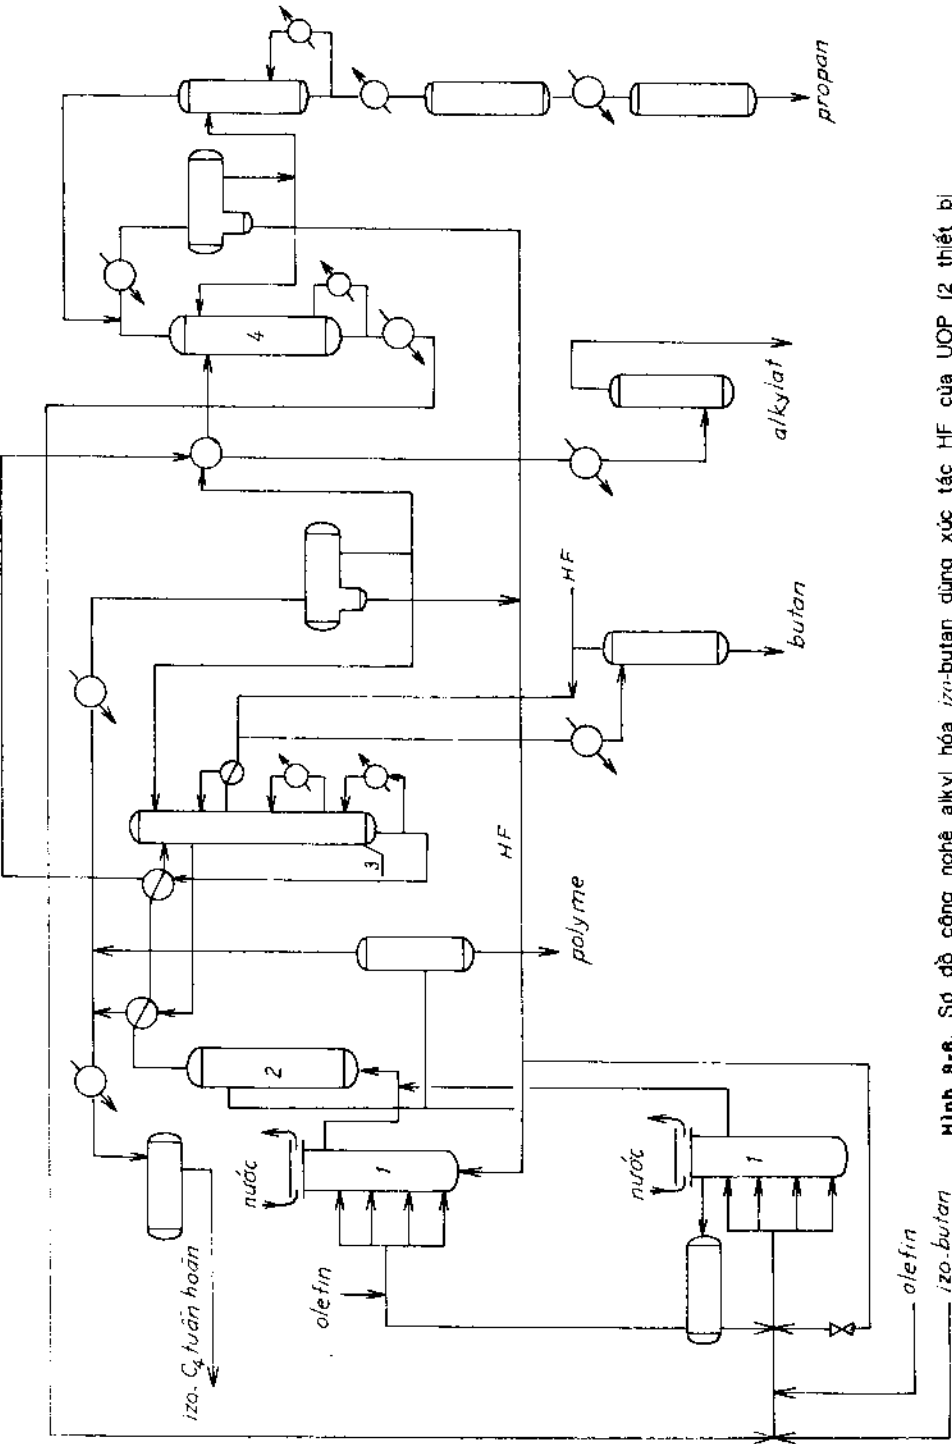 propan
4
alkylat
HF
butan
3
HF
polyme
2
nước
1
nước
1
olefin
izo-C4 tuần hoàn
olefin
izo-butan
Hình 9-6. Sơ đồ công nghệ alkyl hóa izo-butan dùng xúc tác HF của UOP (2 thiết bị